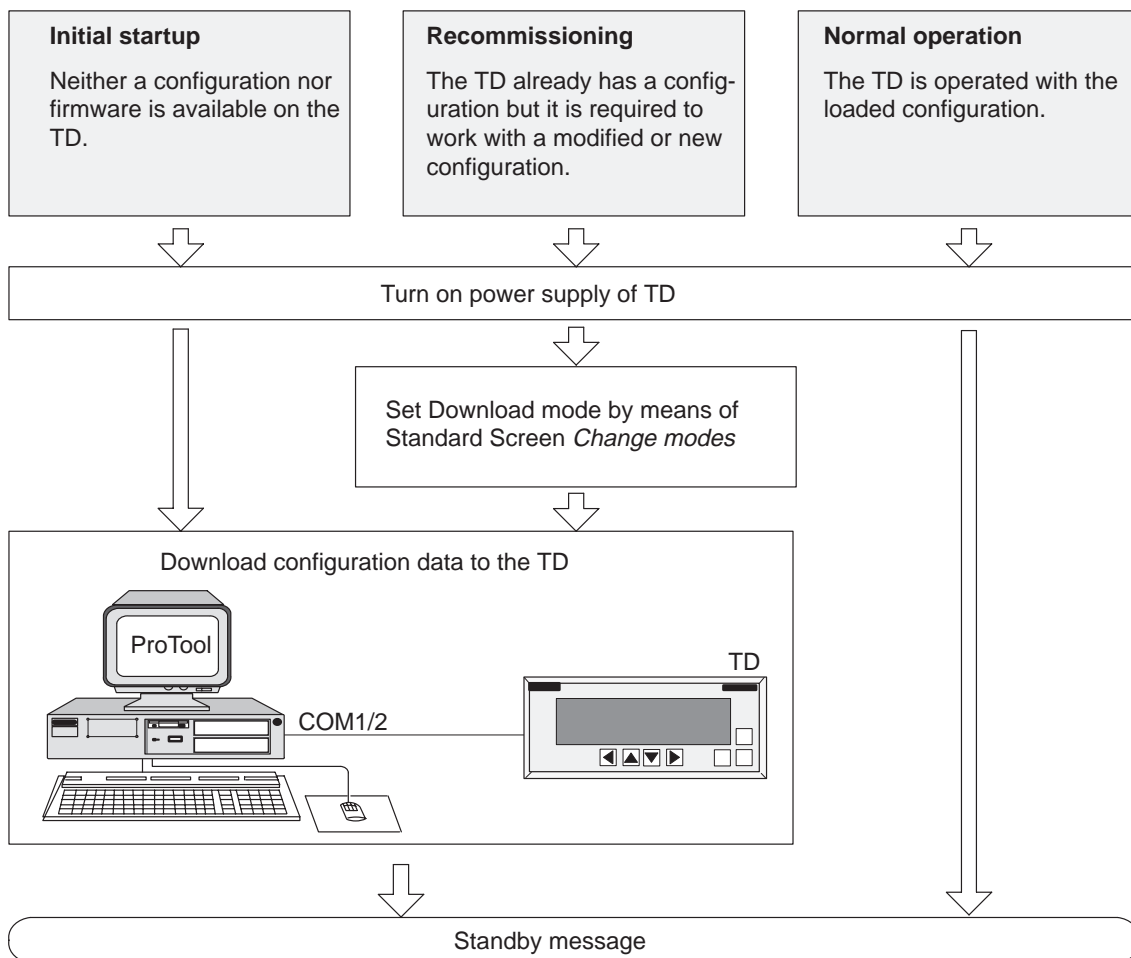 Initial startup
Neither a configuration nor
firmware is available on the
TD.
Recommissioning
The TD already has a config-
uration but it is required to
work with a modified or new
configuration.
Normal operation
The TD is operated with the
loaded configuration.
Turn on power supply of TD
Set Download mode by means of
Standard Screen Change modes
Download configuration data to the TD
ProTool
TD
COM1/2
Standby message